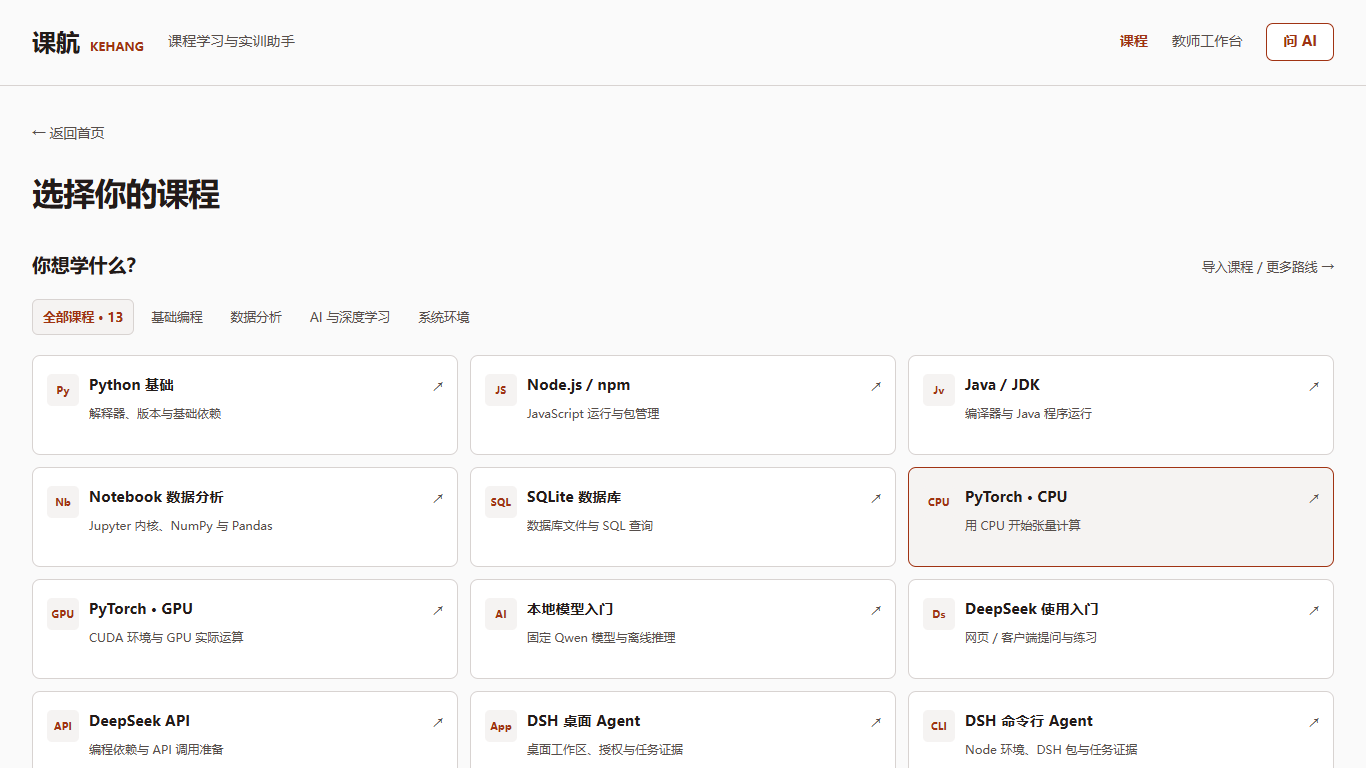 课航 KEHANG 课程学习与实训助手 课程 教师工作台 问 AI
← 返回首页
选择你的课程
你想学什么?
导入课程 / 更多路线 →
全部课程 • 13 基础编程 数据分析 AI 与深度学习 系统环境
Py Python 基础 ↗
解释器、版本与基础依赖
JS Node.js / npm ↗
JavaScript 运行与包管理
Jv Java / JDK ↗
编译器与 Java 程序运行
Nb Notebook 数据分析 ↗
Jupyter 内核、NumPy 与 Pandas
SQL SQLite 数据库 ↗
数据库文件与 SQL 查询
CPU PyTorch • CPU ↗
用 CPU 开始张量计算
GPU PyTorch • GPU ↗
CUDA 环境与 GPU 实际运算
AI 本地模型入门 ↗
固定 Qwen 模型与离线推理
Ds DeepSeek 使用入门 ↗
网页 / 客户端提问与练习
API DeepSeek API ↗
编程依赖与 API 调用准备
App DSH 桌面 Agent ↗
桌面工作区、授权与任务证据
CLI DSH 命令行 Agent ↗
Node 环境、DSH 包与任务证据